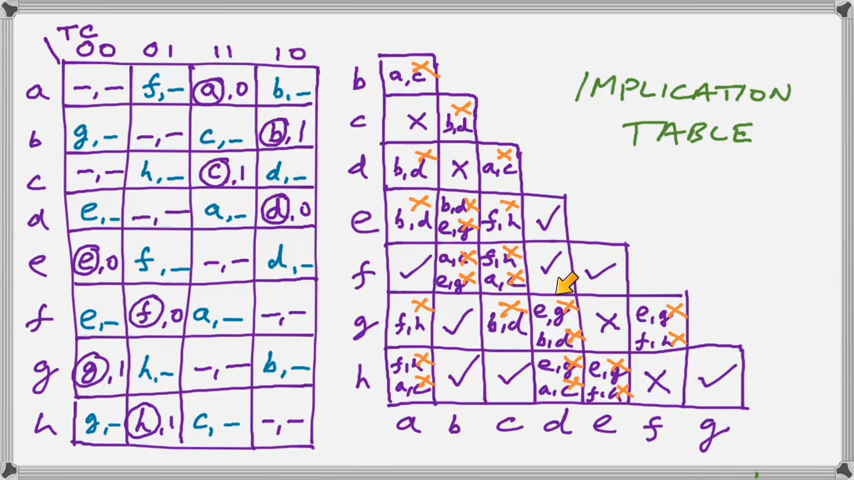 TC
00 01 11 10
a -,- f,- a,0 b,-
b g,- -,- c,- b,1
c -,- h,- c,1 d,-
d e,- -,- a,- d,0
e e,0 f,- -,- d,-
f e,- f,0 a,- -,-
g g,1 h,- -,- b,-
h g,- h,1 c,- -,-
IMPLICATION
TABLE
b a,c ×
c × b,d ×
d b,d × × a,c ×
e b,d × b,d × e,g × f,h × ✓
f ✓ a,c × e,g × f,h × a,c × ✓ ✓
g f,h × ✓ b,d × e,g × b,d × × e,g × f,h ×
h f,h × a,c × ✓ ✓ e,g × a,c × e,g × f,h × × ✓
a b c d e f g